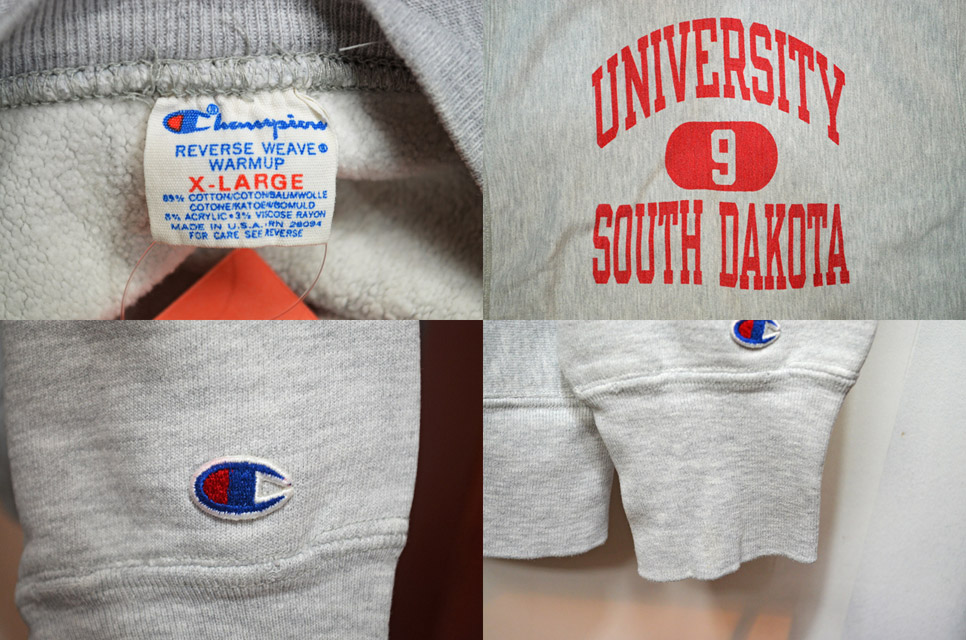 Champion®
REVERSE WEAVE®
WARMUP
X-LARGE
89% COTTON/COTON/BAUMWOLLE
COTONE/KATOEN/BOMULD
8% ACRYLIC • 3% VISCOSE RAYON
MADE IN U.S.A. RN 26094
FOR CARE SEE REVERSE
UNIVERSITY
9
SOUTH DAKOTA